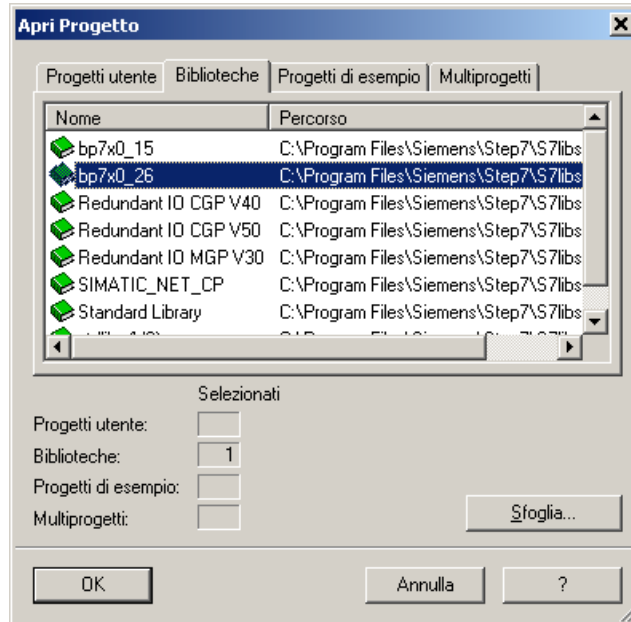 Apri Progetto
Progetti utente Biblioteche Progetti di esempio Multiprogetti
Nome Percorso
bp7x0_15 C:\Program Files\Siemens\Step7\S7libs
bp7x0_26 C:\Program Files\Siemens\Step7\S7libs
Redundant IO CGP V40 C:\Program Files\Siemens\Step7\S7libs
Redundant IO CGP V50 C:\Program Files\Siemens\Step7\S7libs
Redundant IO MGP V30 C:\Program Files\Siemens\Step7\S7libs
SIMATIC_NET_CP C:\Program Files\Siemens\Step7\S7libs
Standard Library C:\Program Files\Siemens\Step7\S7libs
Selezionati
Progetti utente:
Biblioteche: 1
Progetti di esempio:
Multiprogetti:
Sfoglia...
OK Annulla ?